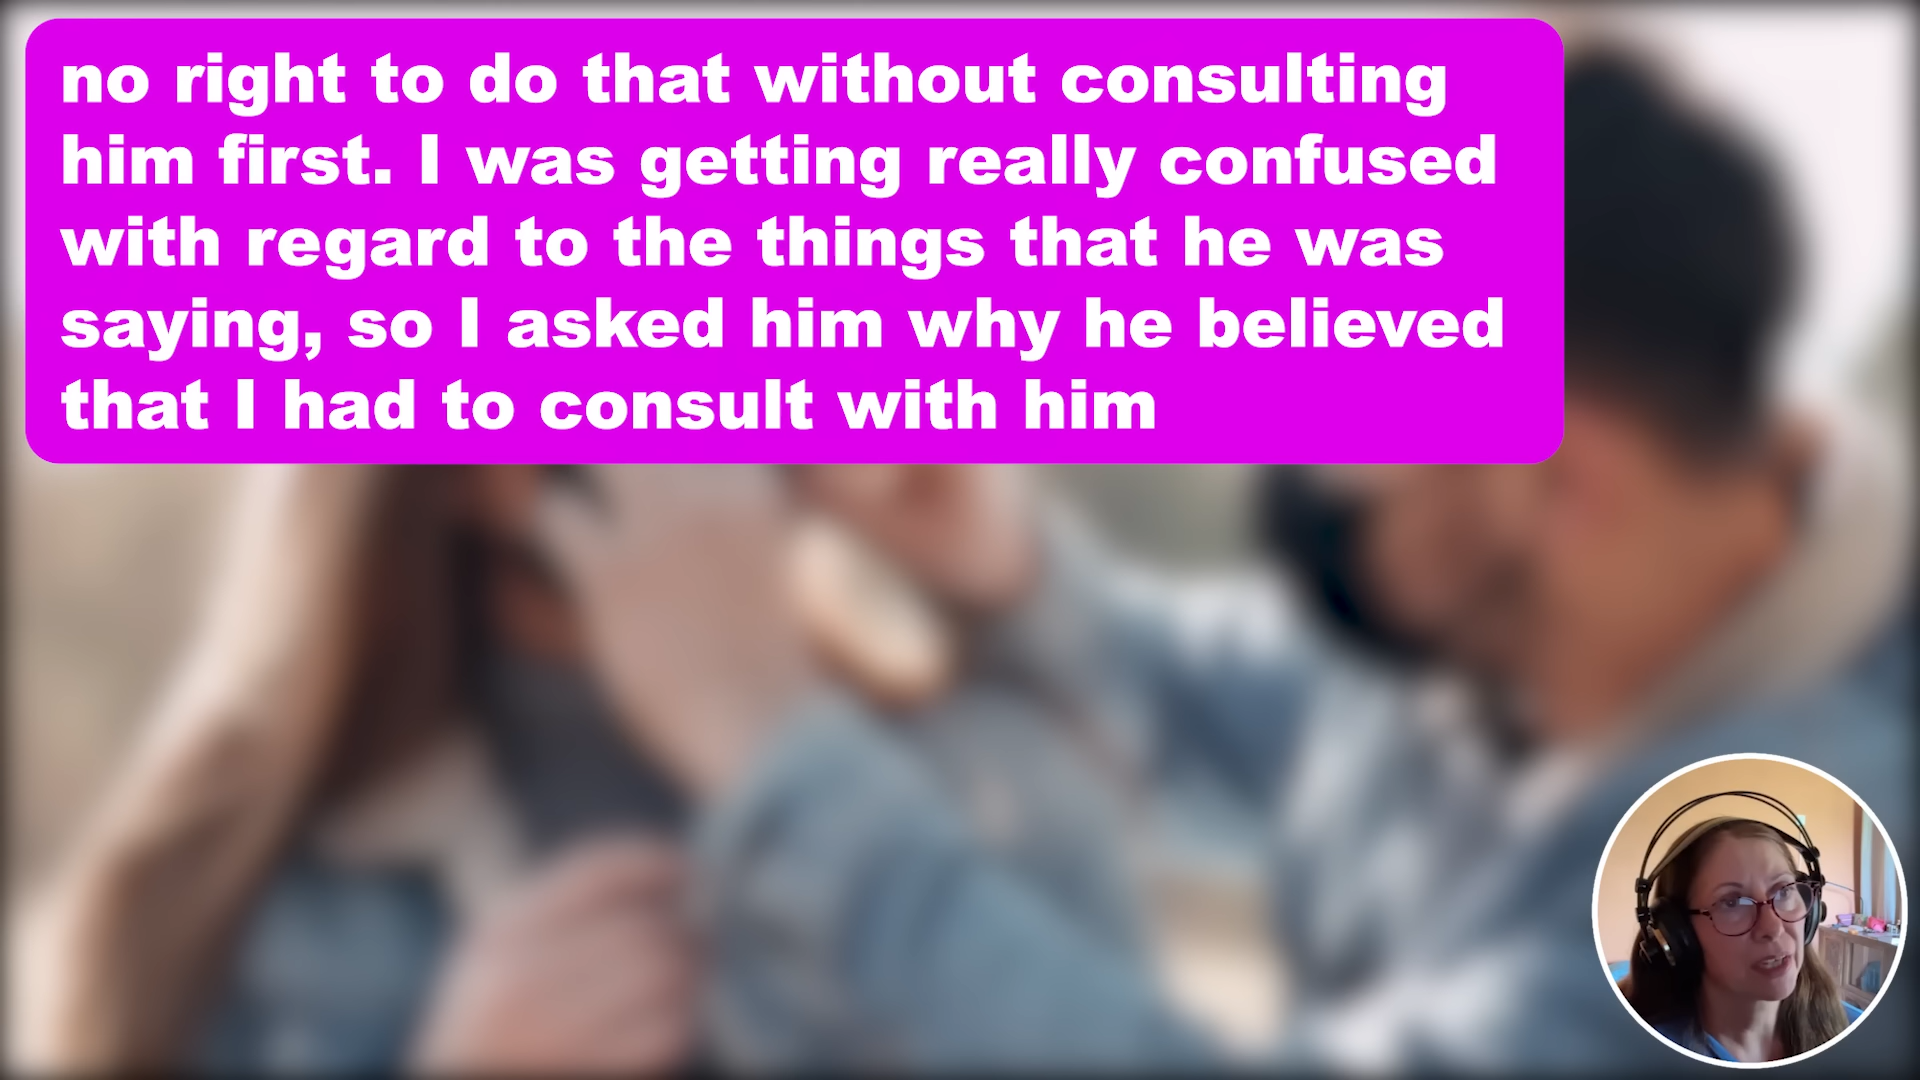 no right to do that without consulting
him first. I was getting really confused
with regard to the things that he was
saying, so I asked him why he believed
that I had to consult with him